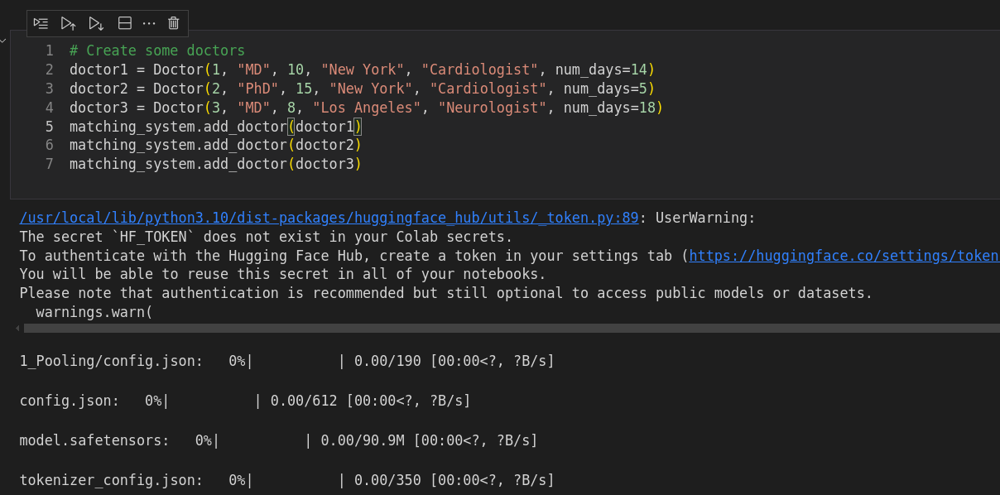 1 # Create some doctors
2 doctor1 = Doctor(1, "MD", 10, "New York", "Cardiologist", num_days=14)
3 doctor2 = Doctor(2, "PhD", 15, "New York", "Cardiologist", num_days=5)
4 doctor3 = Doctor(3, "MD", 8, "Los Angeles", "Neurologist", num_days=18)
5 matching_system.add_doctor(doctor1)
6 matching_system.add_doctor(doctor2)
7 matching_system.add_doctor(doctor3)
/usr/local/lib/python3.10/dist-packages/huggingface_hub/utils/_token.py:89: UserWarning:
The secret `HF_TOKEN` does not exist in your Colab secrets.
To authenticate with the Hugging Face Hub, create a token in your settings tab (https://huggingface.co/settings/token
You will be able to reuse this secret in all of your notebooks.
Please note that authentication is recommended but still optional to access public models or datasets.
  warnings.warn(
1_Pooling/config.json:   0%|          | 0.00/190 [00:00<?, ?B/s]
config.json:   0%|          | 0.00/612 [00:00<?, ?B/s]
model.safetensors:   0%|          | 0.00/90.9M [00:00<?, ?B/s]
tokenizer_config.json:   0%|          | 0.00/350 [00:00<?, ?B/s]